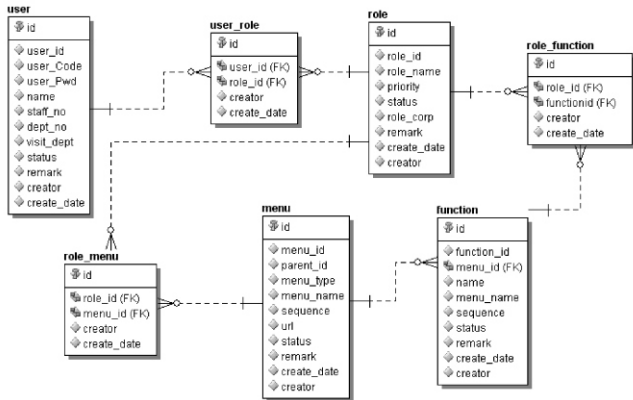 user
id
user_id
user_Code
user_Pwd
name
staff_no
dept_no
visit_dept
status
remark
creator
create_date
user_role
id
user_id (FK)
role_id (FK)
creator
create_date
role
id
role_id
role_name
priority
status
role_corp
remark
create_date
creator
role_function
id
role_id (FK)
functionid (FK)
creator
create_date
role_menu
id
role_id (FK)
menu_id (FK)
creator
create_date
menu
id
menu_id
parent_id
menu_type
menu_name
sequence
url
status
remark
create_date
creator
function
id
function_id
menu_id (FK)
name
menu_name
sequence
status
remark
create_date
creator